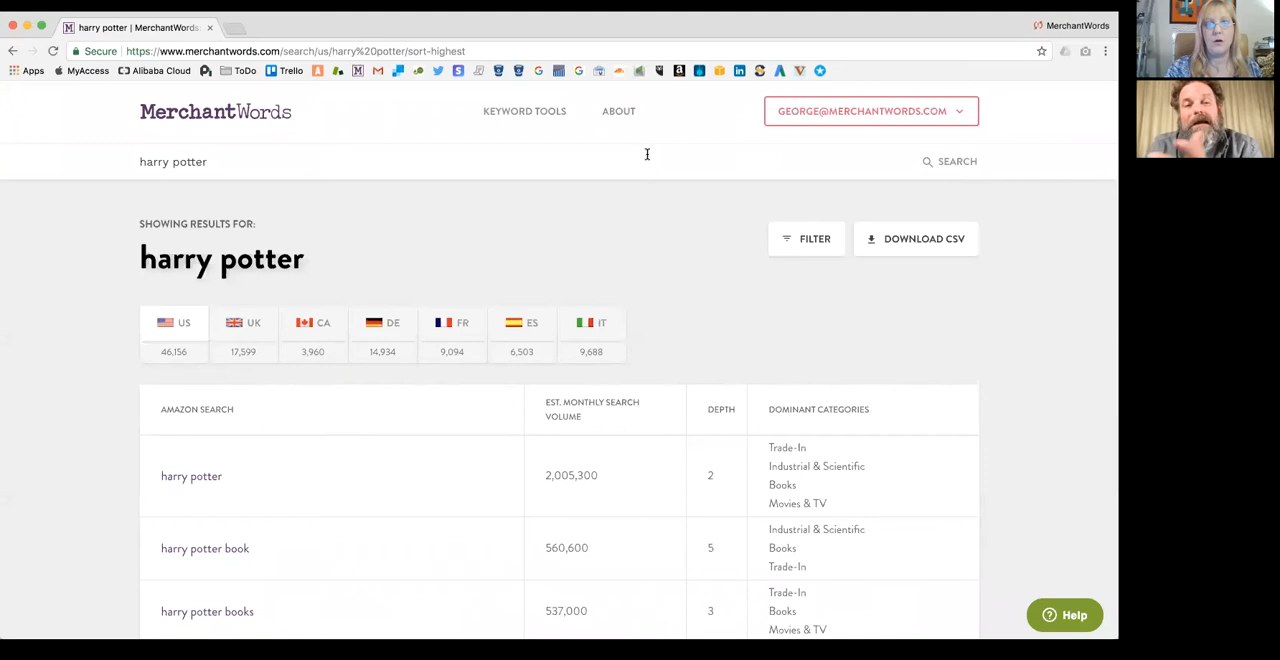 harry potter | MerchantWords
MerchantWords
Secure | https://www.merchantwords.com/search/us/harry%20potter/sort-highest
Apps MyAccess Alibaba Cloud ToDo Trello
MerchantWords KEYWORD TOOLS ABOUT GEORGE@MERCHANTWORDS.COM
harry potter SEARCH
SHOWING RESULTS FOR:
harry potter
FILTER DOWNLOAD CSV
US UK CA DE FR ES IT
46,156 17,599 3,960 14,934 9,094 6,503 9,688
AMAZON SEARCH EST. MONTHLY SEARCH VOLUME DEPTH DOMINANT CATEGORIES
harry potter 2,005,300 2
Trade-In
Industrial & Scientific
Books
Movies & TV
harry potter book 560,600 5
Industrial & Scientific
Books
Trade-In
harry potter books 537,000 3
Trade-In
Books
Movies & TV
Help